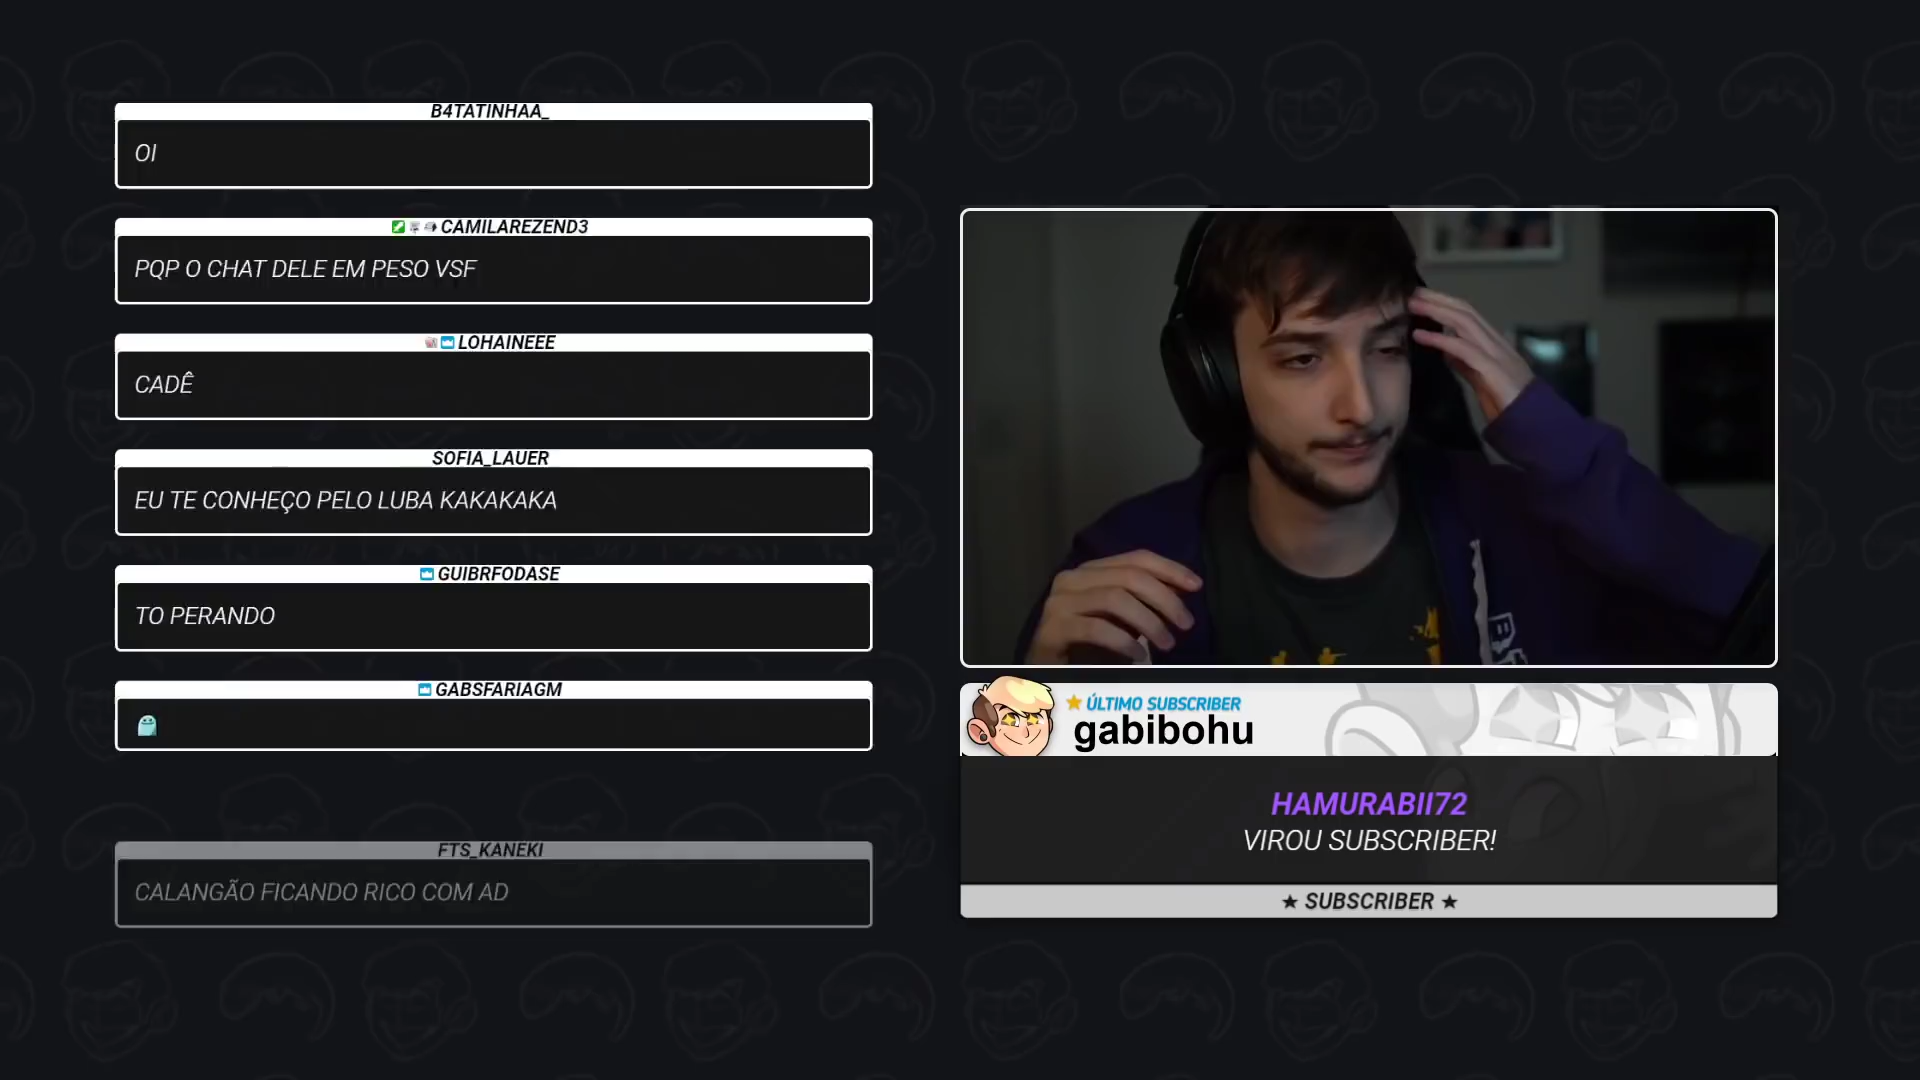 B4TATINHAA_
OI
CAMILAREZEND3
PQP O CHAT DELE EM PESO VSF
LOHAINEEE
CADÊ
SOFIA_LAUER
EU TE CONHEÇO PELO LUBA KAKAKAKA
GUIBRFODASE
TO PERANDO
GABSFARIAGM
FTS_KANEKI
CALANGÃO FICANDO RICO COM AD
ÚLTIMO SUBSCRIBER
gabibohu
HAMURABII72
VIROU SUBSCRIBER!
★ SUBSCRIBER ★